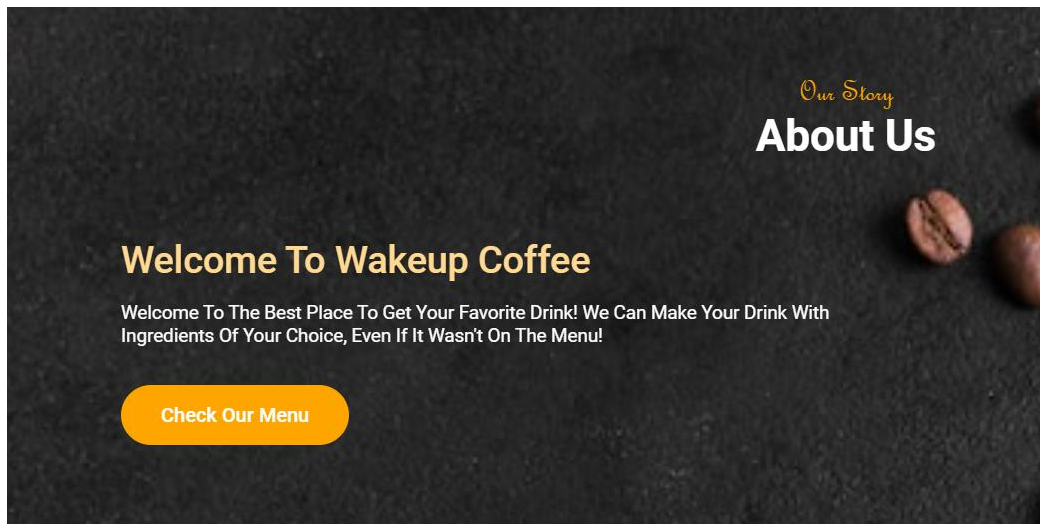 Our Story
About Us
Welcome To Wakeup Coffee
Welcome To The Best Place To Get Your Favorite Drink! We Can Make Your Drink With
Ingredients Of Your Choice, Even If It Wasn't On The Menu!
Check Our Menu